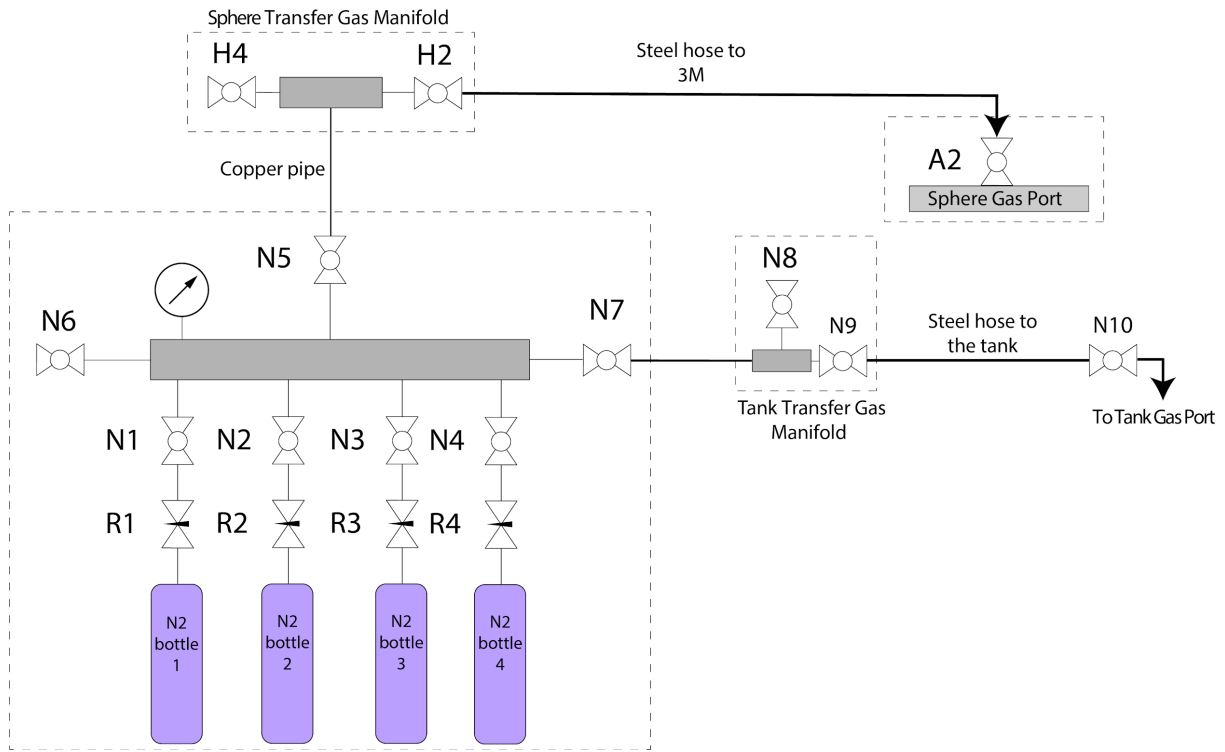 Sphere Transfer Gas Manifold
H4
H2
Steel hose to
3M
Copper pipe
A2
Sphere Gas Port
N5
N6
N7
N8
N9
Steel hose to
the tank
N10
To Tank Gas Port
Tank Transfer Gas
Manifold
N1
N2
N3
N4
R1
R2
R3
R4
N2
bottle
1
N2
bottle
2
N2
bottle
3
N2
bottle
4